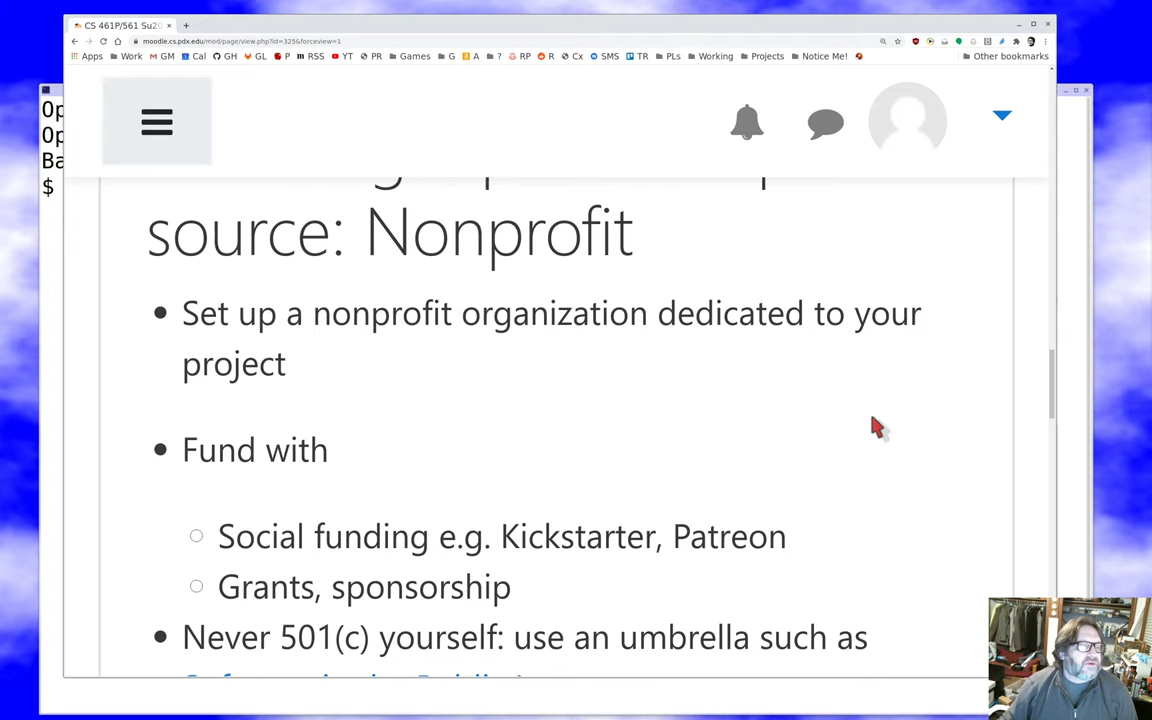 CS 461P/561 Su20
moodle.cs.pdx.edu/mod/page/view.php?id=325&forceview=1
Apps Work GM Cal GH GL P RSS YT PR Games G A ? RP R Cx SMS TR PLs Working Projects Notice Me! Other bookmarks
Op
Op
Ba
$
source: Nonprofit
Set up a nonprofit organization dedicated to your
project
Fund with
Social funding e.g. Kickstarter, Patreon
Grants, sponsorship
Never 501(c) yourself: use an umbrella such as